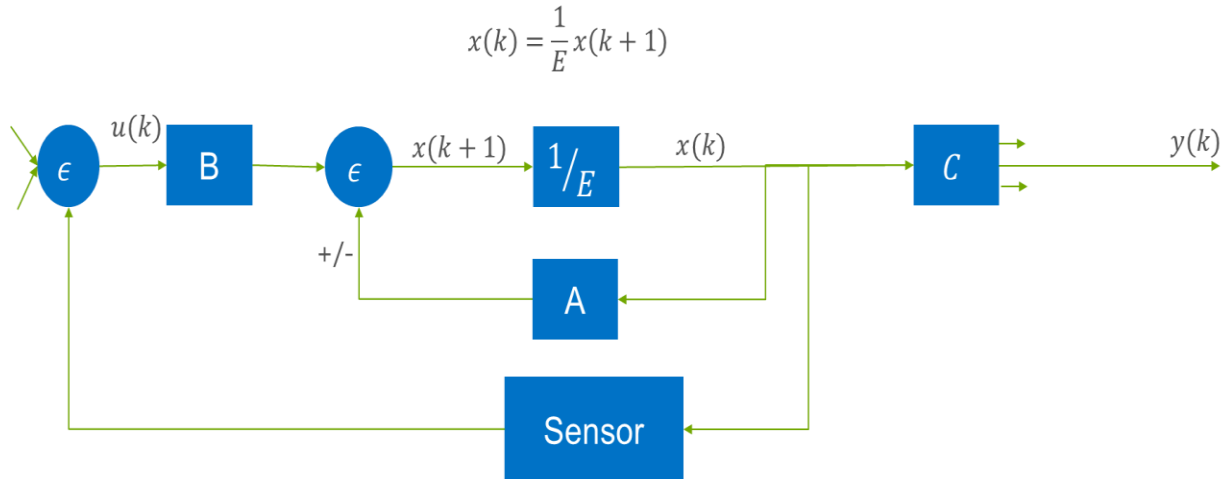 x(k) = 1/E x(k + 1)
ϵ
u(k)
B
ϵ
x(k + 1)
1/E
x(k)
C
y(k)
+/-
A
Sensor